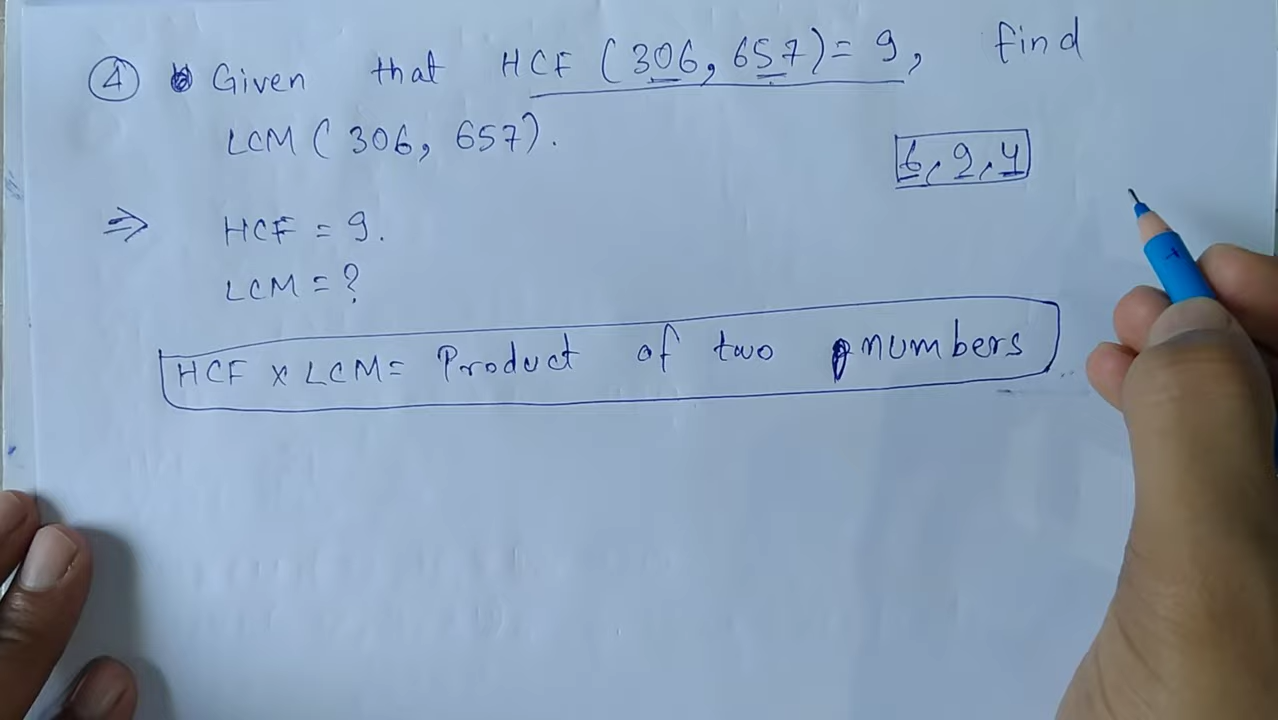 ④ Given that HCF (306, 657) = 9, find
LCM (306, 657).
6, 9, 4
⇒ HCF = 9.
LCM = ?
HCF x LCM = Product of two numbers